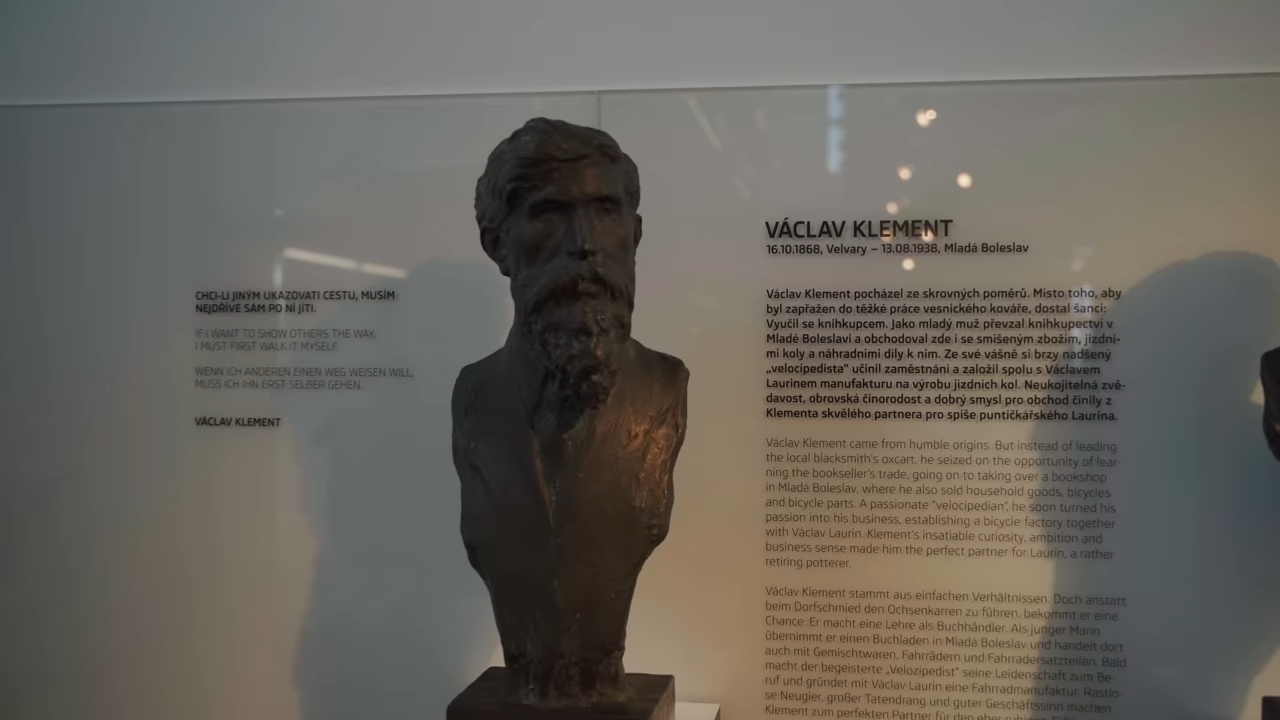 CHCI-LI JINÝM UKAZOVATI CESTU, MUSÍM
NEJDŘÍVE SÁM PO NÍ JÍTI.
IF I WANT TO SHOW OTHERS THE WAY,
I MUST FIRST WALK IT MYSELF.
WENN ICH ANDEREN EINEN WEG WEISEN WILL,
MUSS ICH IHN ERST SELBER GEHEN.
VÁCLAV KLEMENT
VÁCLAV KLEMENT
16.10.1868, Velvary – 13.08.1938, Mladá Boleslav
Václav Klement pocházel ze skrovných poměrů. Místo toho, aby
byl zapřažen do těžké práce vesnického kováře, dostal šanci:
Vyučil se knihkupcem. Jako mladý muž převzal knihkupectví v
Mladé Boleslavi a obchodoval zde i se smíšeným zbožím, jízdní-
mi koly a náhradními díly k nim. Ze své vášně si brzy nadšený
„velocipedista" učinil zaměstnání a založil spolu s Václavem
Laurinem manufakturu na výrobu jízdních kol. Neukojitelná zvě-
davost, obrovská činorodost a dobrý smysl pro obchod činily z
Klementa skvělého partnera pro spíše puntičkářského Laurina.
Václav Klement came from humble origins. But instead of leading
the local blacksmith's oxcart, he seized on the opportunity of lear-
ning the bookseller's trade, going on to taking over a bookshop
in Mladá Boleslav, where he also sold household goods, bicycles
and bicycle parts. A passionate "velocipedian", he soon turned his
passion into his business, establishing a bicycle factory together
with Václav Laurin. Klement's insatiable curiosity, ambition and
business sense made him the perfect partner for Laurin, a rather
retiring potterer.
Václav Klement stammt aus einfachen Verhältnissen. Doch anstatt
beim Dorfschmied den Ochsenkarren zu führen, bekommt er eine
Chance: Er macht eine Lehre als Buchhändler. Als junger Mann
übernimmt er einen Buchladen in Mladá Boleslav und handelt dort
auch mit Gemischtwaren, Fahrrädern und Fahrradersatzteilen. Bald
macht der begeisterte „Velozipedist" seine Leidenschaft zum Be-
ruf und gründet mit Václav Laurin eine Fahrradmanufaktur. Rastlo-
se Neugier, großer Tatendrang und guter Geschäftssinn machen
Klement zum perfekten Partner für den eher